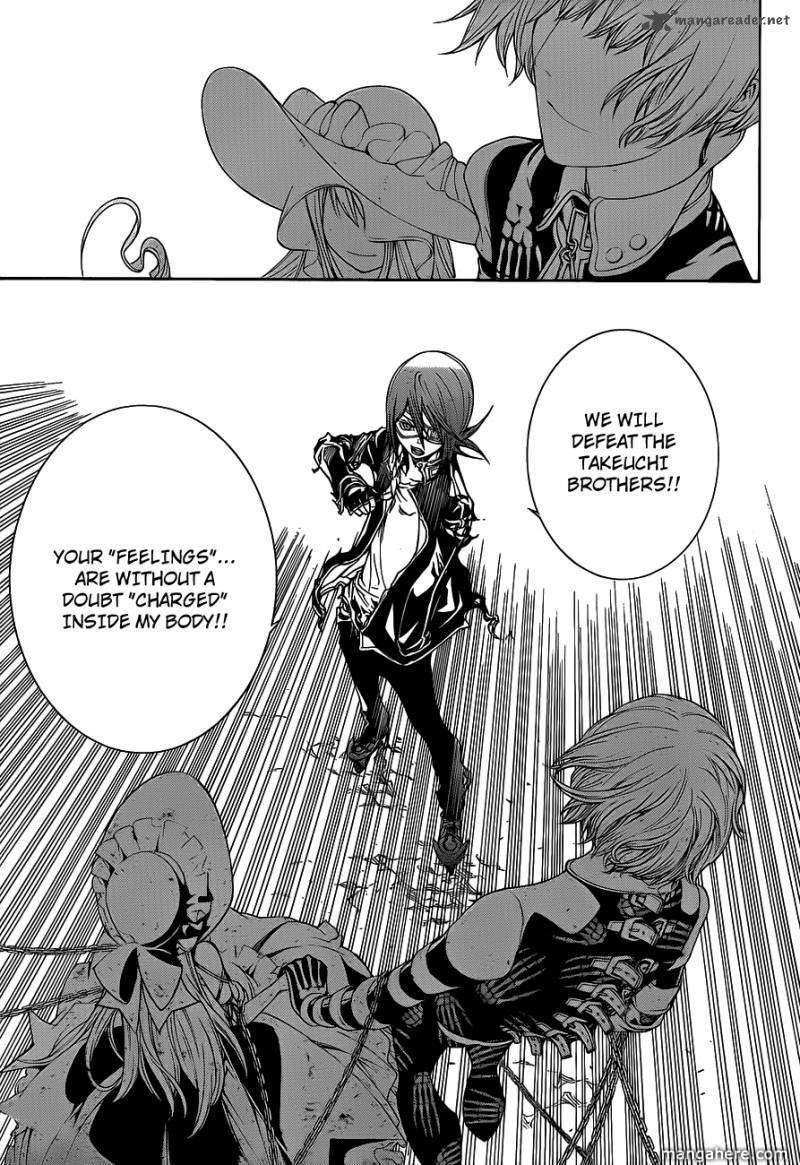 mangareader.net
WE WILL
DEFEAT THE
TAKEUCHI
BROTHERS!!
YOUR "FEELINGS"...
ARE WITHOUT A
DOUBT "CHARGED"
INSIDE MY BODY!!
mangahere.com